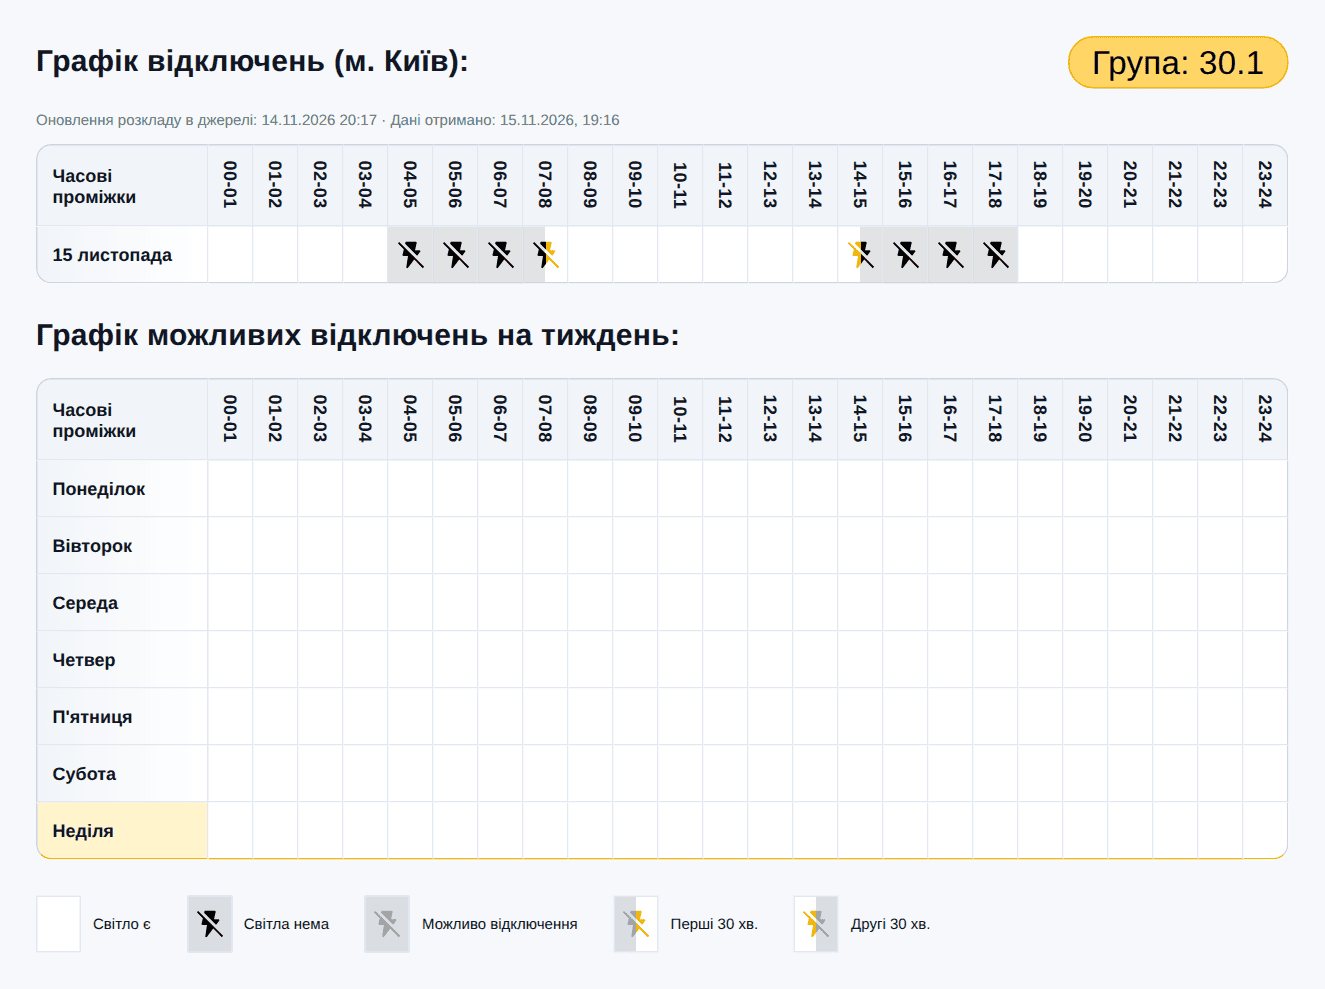 Графік відключень (м. Київ):
Група: 30.1
Оновлення розкладу в джерелі: 14.11.2026 20:17 · Дані отримано: 15.11.2026, 19:16
Часові проміжки 00-01 01-02 02-03 03-04 04-05 05-06 06-07 07-08 08-09 09-10 10-11 11-12 12-13 13-14 14-15 15-16 16-17 17-18 18-19 19-20 20-21 21-22 22-23 23-24
15 листопада
Графік можливих відключень на тиждень:
Часові проміжки 00-01 01-02 02-03 03-04 04-05 05-06 06-07 07-08 08-09 09-10 10-11 11-12 12-13 13-14 14-15 15-16 16-17 17-18 18-19 19-20 20-21 21-22 22-23 23-24
Понеділок
Вівторок
Середа
Четвер
П'ятниця
Субота
Неділя
Світло є Світла нема Можливо відключення Перші 30 хв. Другі 30 хв.